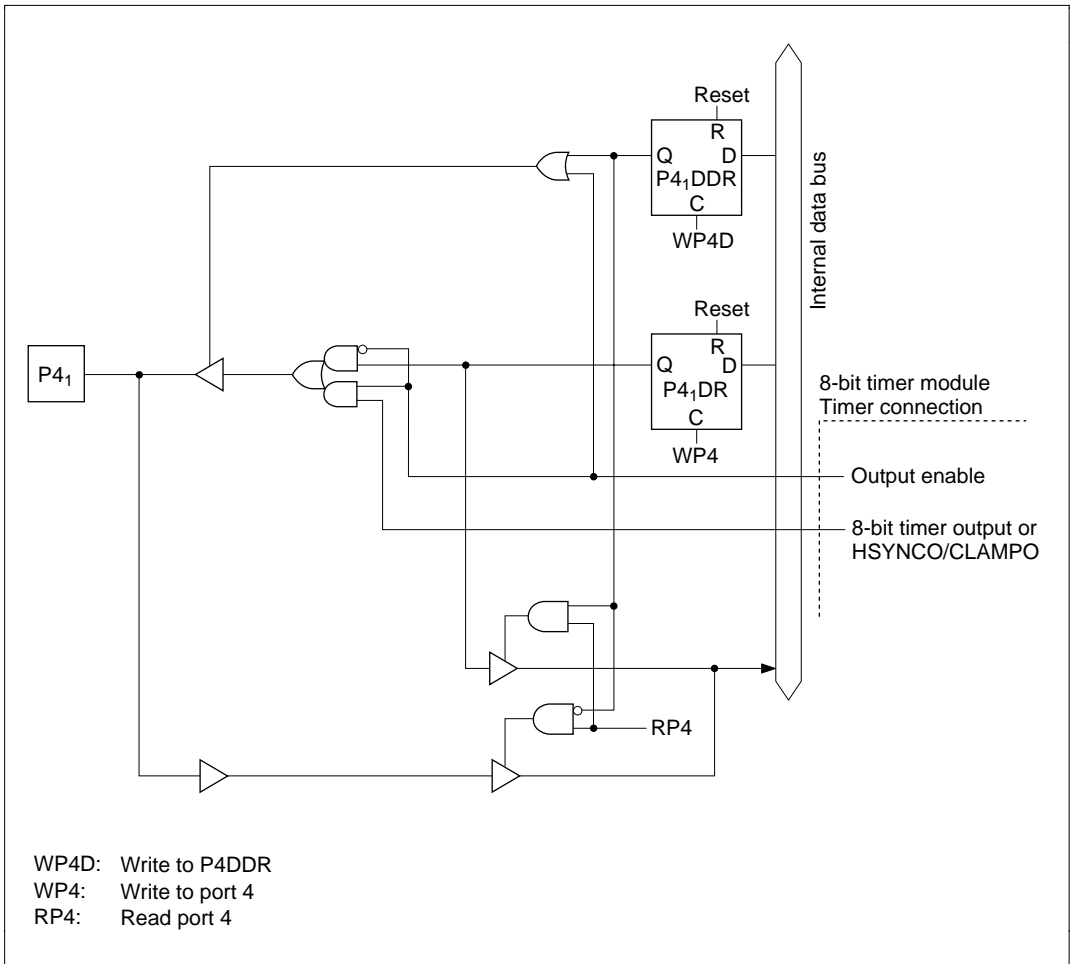 Reset
R
Q D
P4₁DDR
C
WP4D
Internal data bus
Reset
R
Q D
P4₁DR
C
WP4
P4₁
8-bit timer module
Timer connection
Output enable
8-bit timer output or
HSYNCO/CLAMPO
RP4
WP4D: Write to P4DDR
WP4: Write to port 4
RP4: Read port 4